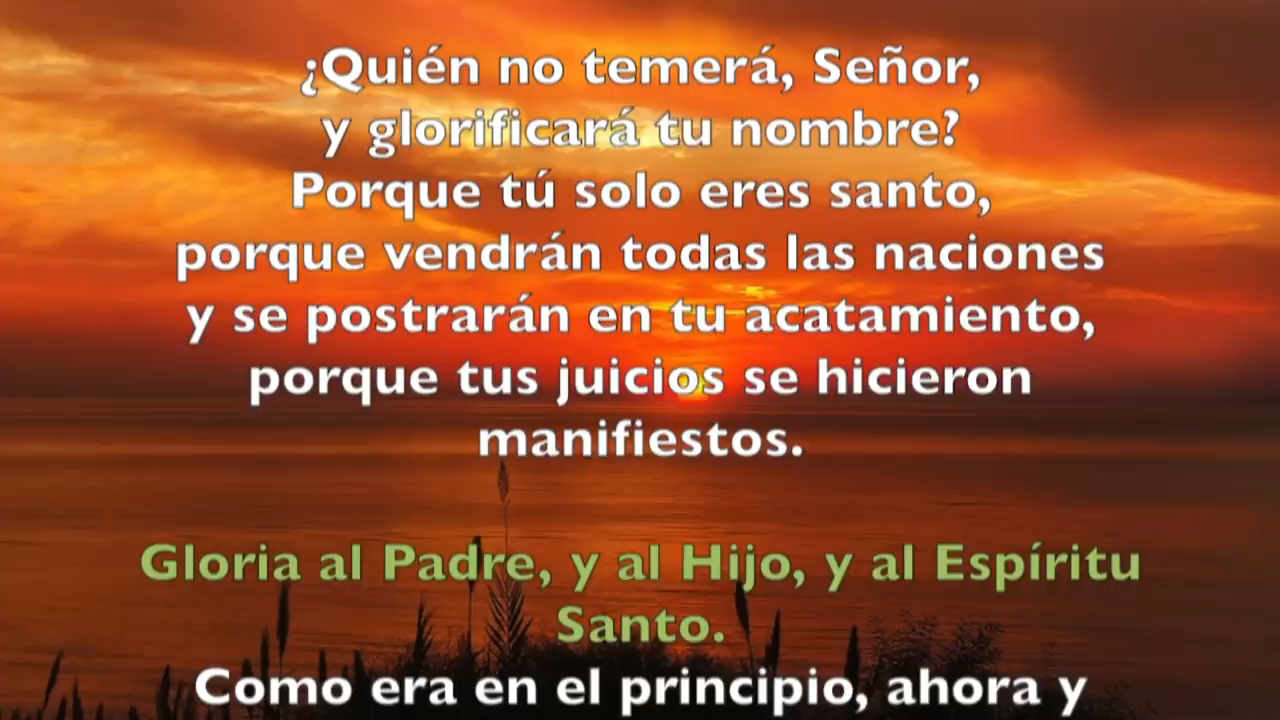 ¿Quién no temerá, Señor,
y glorificará tu nombre?
Porque tú solo eres santo,
porque vendrán todas las naciones
y se postrarán en tu acatamiento,
porque tus juicios se hicieron
manifiestos.
Gloria al Padre, y al Hijo, y al Espíritu
Santo.
Como era en el principio, ahora y